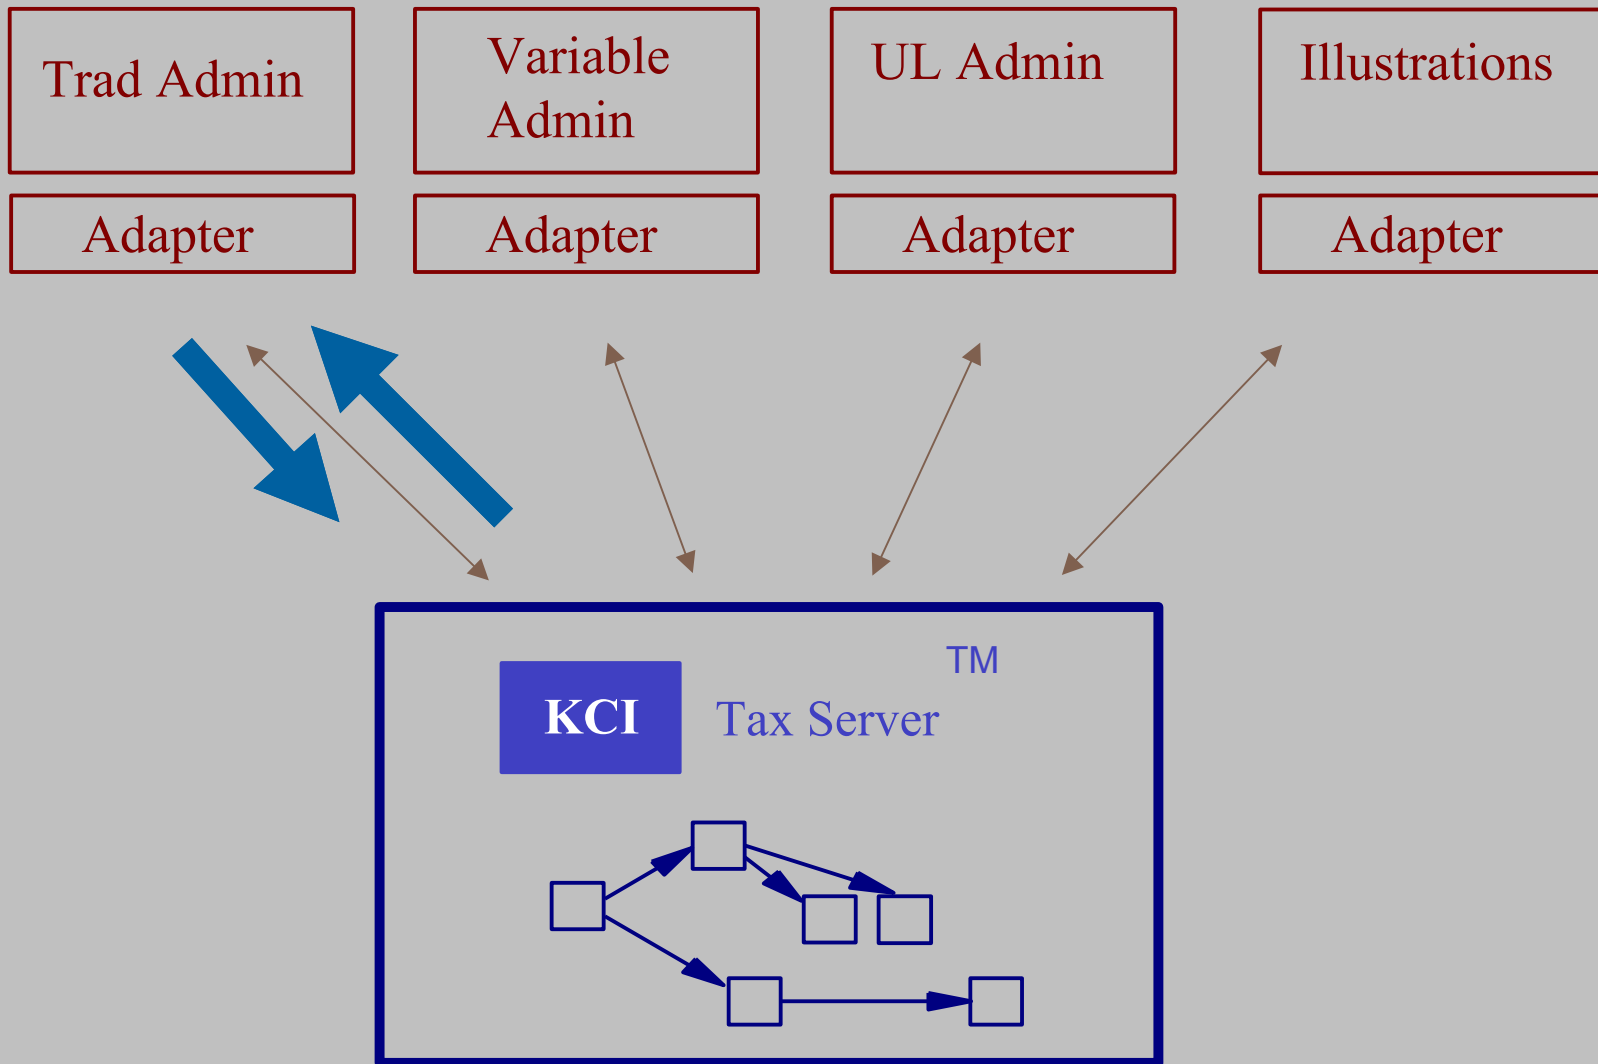 Trad Admin
Variable
Admin
UL Admin
Illustrations
Adapter
Adapter
Adapter
Adapter
TM
KCI
Tax Server